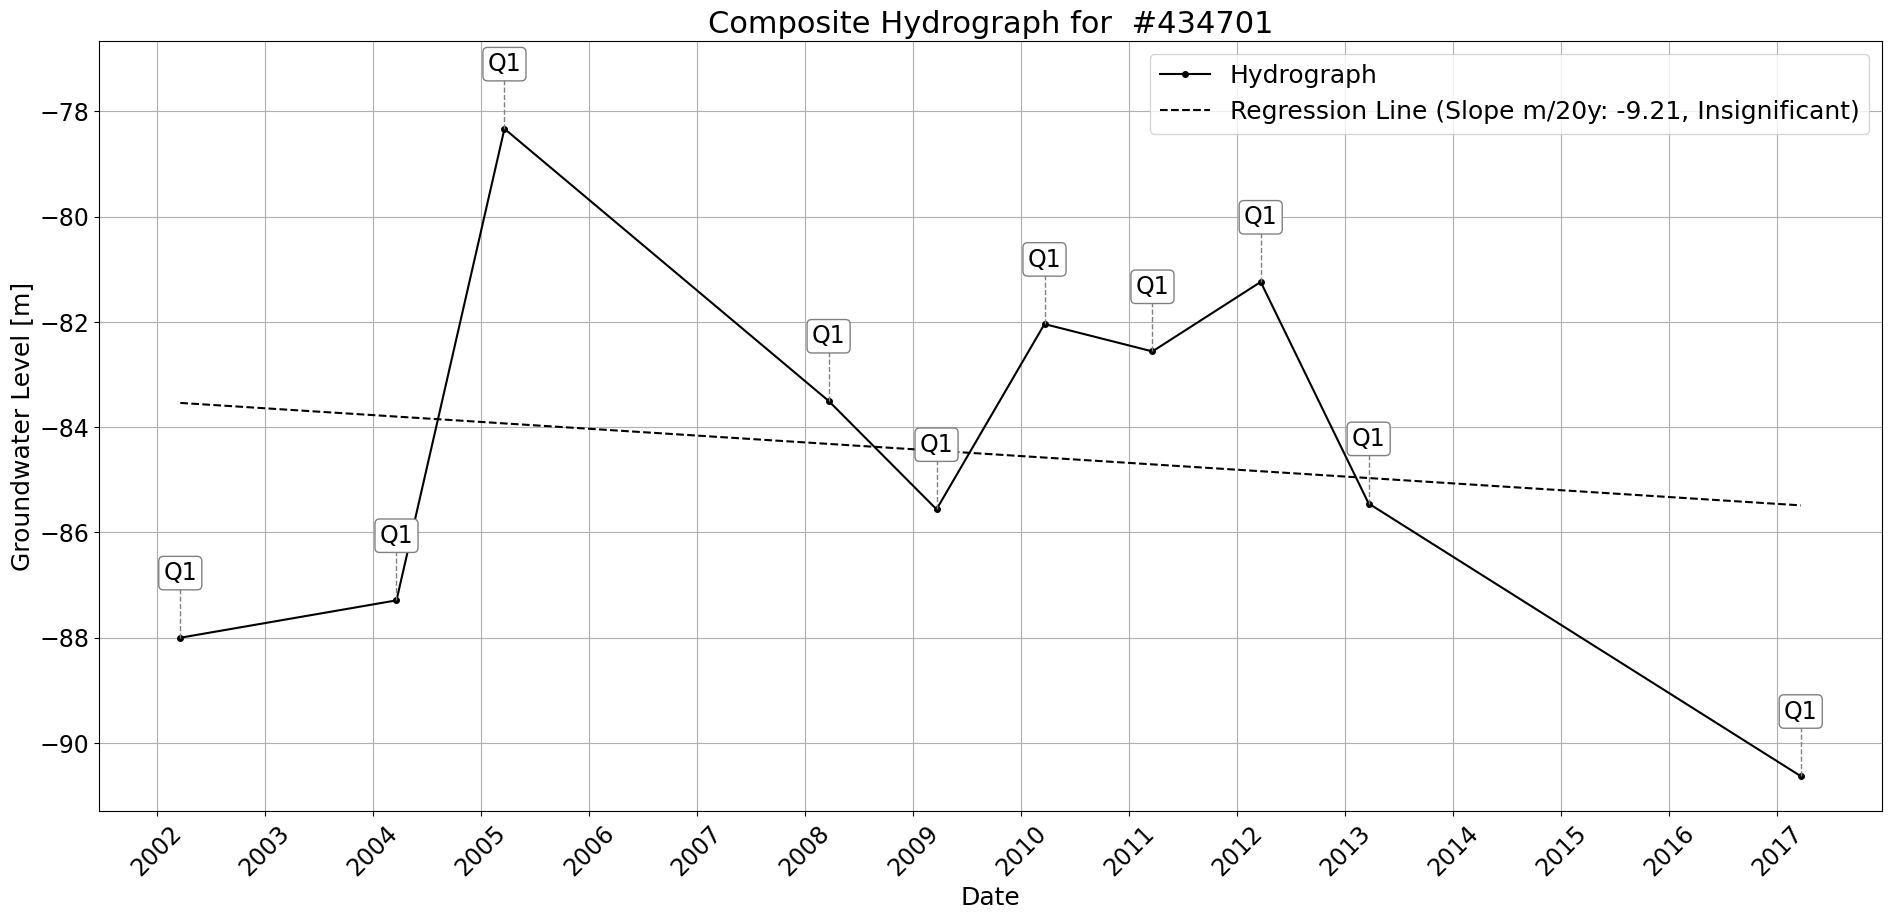 Composite Hydrograph for  #434701
Hydrograph
Regression Line (Slope m/20y: -9.21, Insignificant)
Groundwater Level [m]
−78
−80
−82
−84
−86
−88
−90
Q1
Q1
Q1
Q1
Q1
Q1
Q1
Q1
Q1
Q1
2002
2003
2004
2005
2006
2007
2008
2009
2010
2011
2012
2013
2014
2015
2016
2017
Date